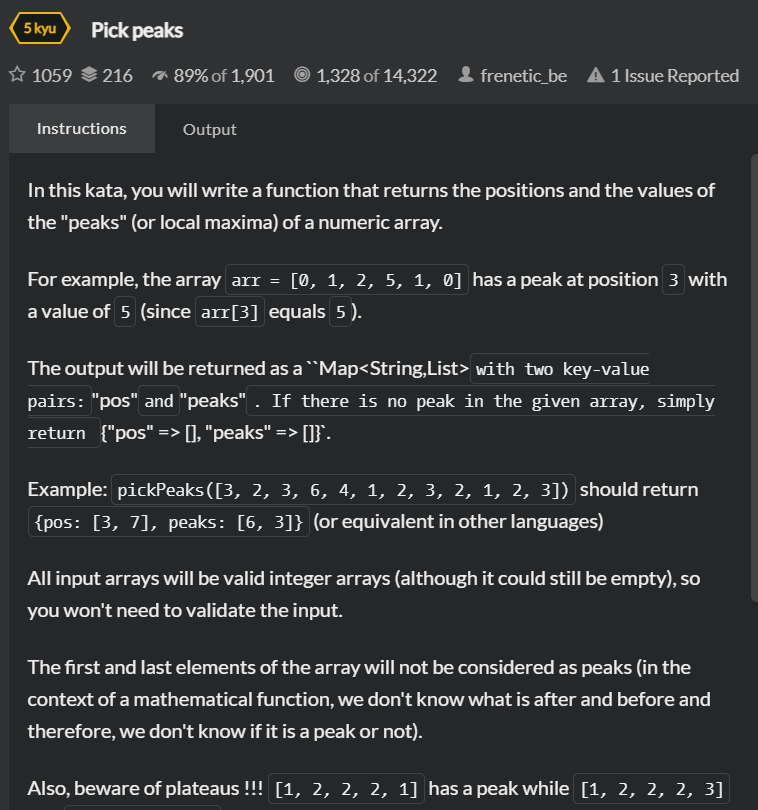 5 kyu Pick peaks
1059 216 89% of 1,901 1,328 of 14,322 frenetic_be 1 Issue Reported
Instructions Output
In this kata, you will write a function that returns the positions and the values of
the "peaks" (or local maxima) of a numeric array.
For example, the array arr = [0, 1, 2, 5, 1, 0] has a peak at position 3 with
a value of 5 (since arr[3] equals 5 ).
The output will be returned as a ``Map<String,List> with two key-value
pairs: "pos" and "peaks" . If there is no peak in the given array, simply
return {"pos" => [], "peaks" => []}`.
Example: pickPeaks([3, 2, 3, 6, 4, 1, 2, 3, 2, 1, 2, 3]) should return
{pos: [3, 7], peaks: [6, 3]} (or equivalent in other languages)
All input arrays will be valid integer arrays (although it could still be empty), so
you won't need to validate the input.
The first and last elements of the array will not be considered as peaks (in the
context of a mathematical function, we don't know what is after and before and
therefore, we don't know if it is a peak or not).
Also, beware of plateaus !!! [1, 2, 2, 2, 1] has a peak while [1, 2, 2, 2, 3]